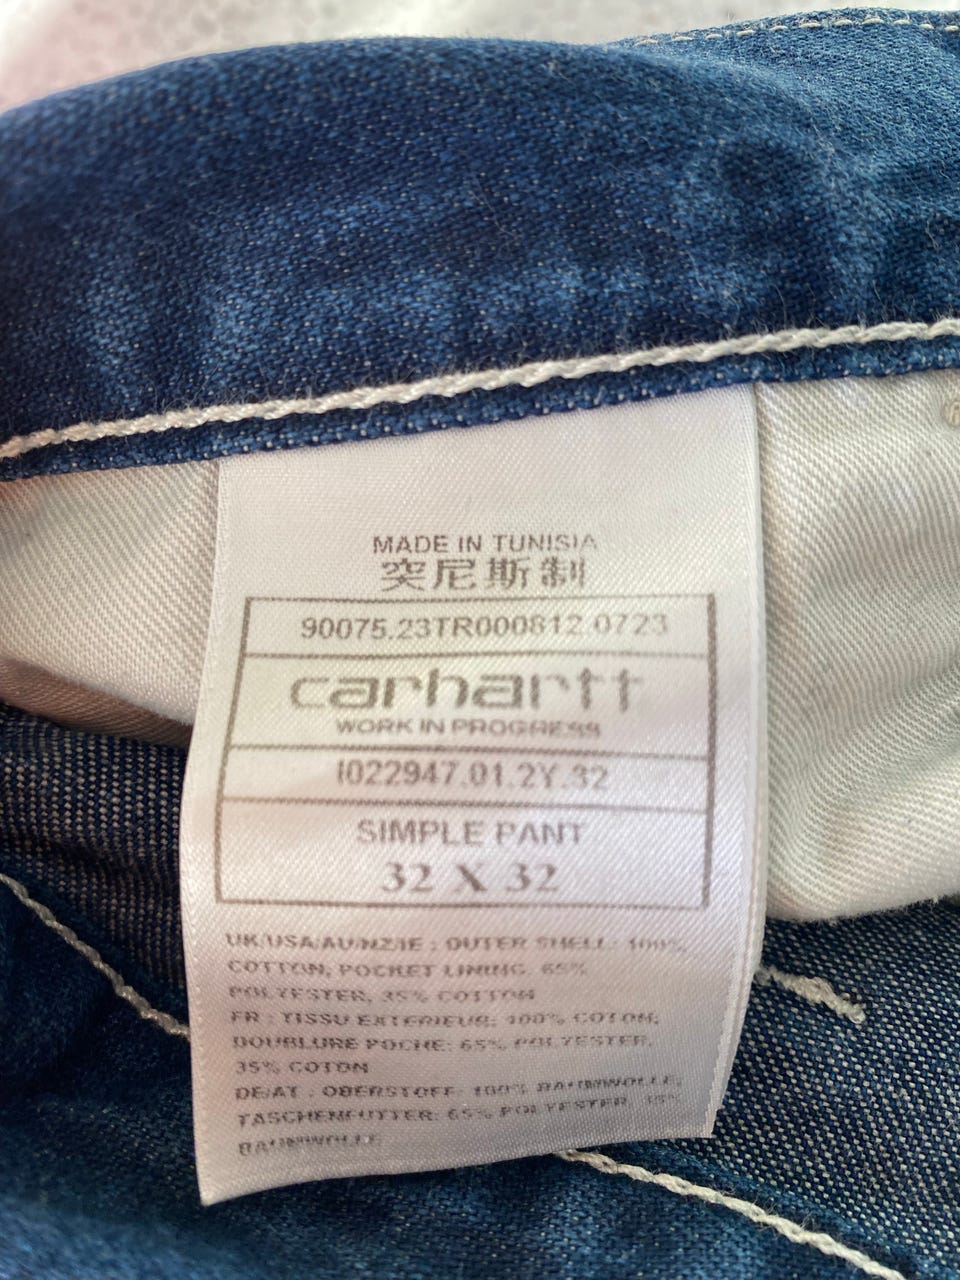 MADE IN TUNISIA
突尼斯制
90075.23TR000812.0723
carhartt
WORK IN PROGRESS
I022947.01.2Y.32
SIMPLE PANT
32 X 32
UK/USA/AU/NZ/IE : OUTER SHELL: 100%
COTTON, POCKET LINING: 65%
POLYESTER, 35% COTTON
FR : TISSU EXTERIEUR: 100% COTON,
DOUBLURE POCHE: 65% POLYESTER,
35% COTON
DE/AT : OBERSTOFF: 100% BAUMWOLLE,
TASCHENFUTTER: 65% POLYESTER, 35%
BAUMWOLLE